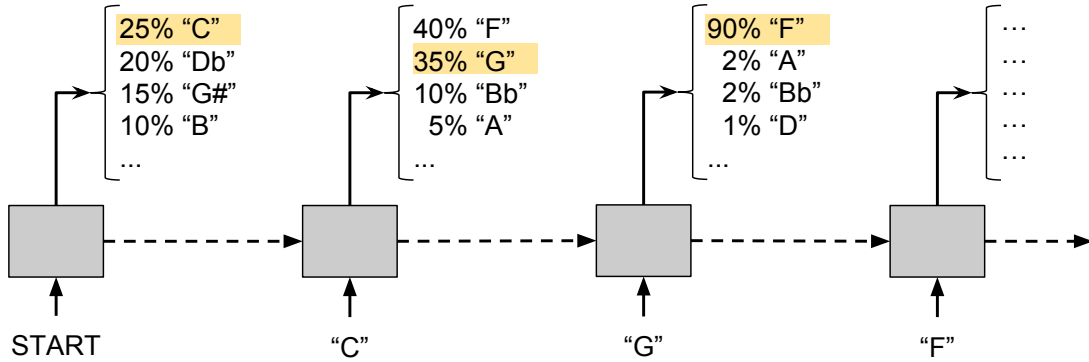 25% “C”
20% “Db”
15% “G#”
10% “B”
...
40% “F”
35% “G”
10% “Bb”
5% “A”
...
90% “F”
2% “A”
2% “Bb”
1% “D”
...
...
...
...
...
...
START
“C”
“G”
“F”